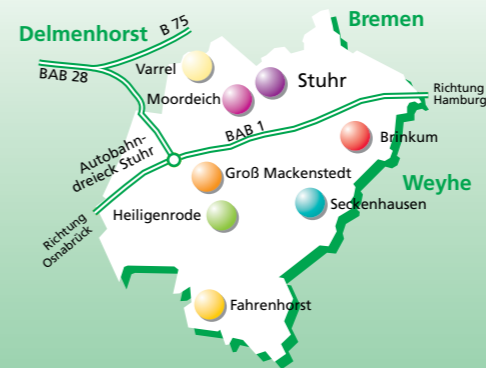 Delmenhorst
B 75
Bremen
BAB 28
Varrel
Stuhr
Moordeich
Richtung
Hamburg
BAB 1
Autobahn-
dreieck Stuhr
Brinkum
Groß Mackenstedt
Weyhe
Seckenhausen
Heiligenrode
Richtung
Osnabrück
Fahrenhorst